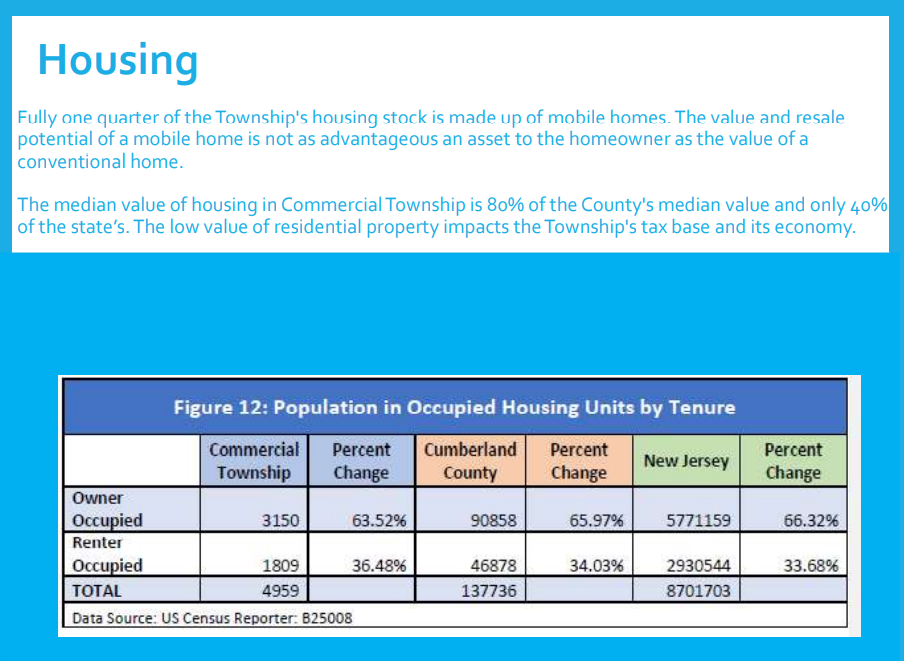 Housing
Fully one quarter of the Township's housing stock is made up of mobile homes. The value and resale
potential of a mobile home is not as advantageous an asset to the homeowner as the value of a
conventional home.
The median value of housing in Commercial Township is 80% of the County's median value and only 40%
of the state’s. The low value of residential property impacts the Township's tax base and its economy.
Figure 12: Population in Occupied Housing Units by Tenure
Commercial Township Percent Change Cumberland County Percent Change New Jersey Percent Change
Owner Occupied 3150 63.52% 90858 65.97% 5771159 66.32%
Renter Occupied 1809 36.48% 46878 34.03% 2930544 33.68%
TOTAL 4959 137736 8701703
Data Source: US Census Reporter: B25008